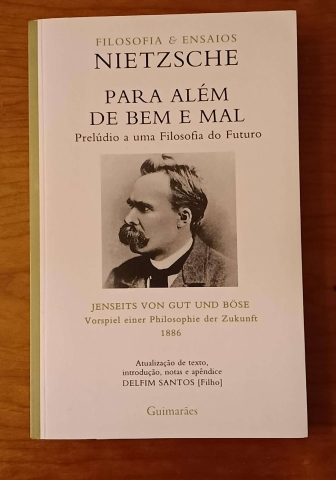 FILOSOFIA & ENSAIOS
NIETZSCHE
PARA ALÉM
DE BEM E MAL
Prelúdio a uma Filosofia do Futuro
JENSEITS VON GUT UND BÖSE
Vorspiel einer Philosophie der Zukunft
1886
Atualização de texto,
introdução, notas e apêndice
DELFIM SANTOS [Filho]
Guimarães